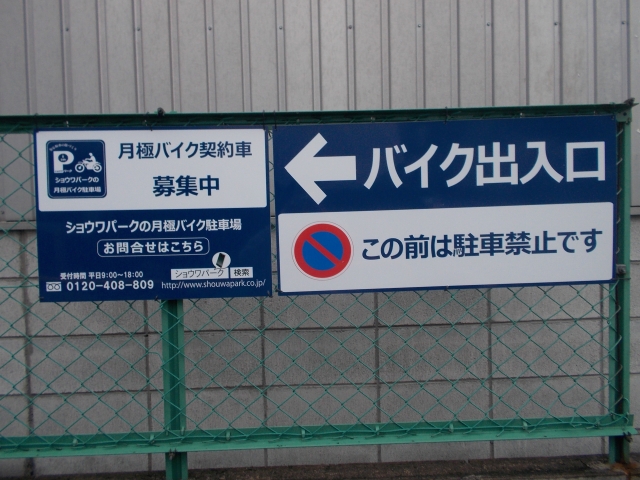 P
ショウワパークの
月極バイク駐車場
月極バイク契約車
募集中
ショウワパークの月極バイク駐車場
お問合せはこちら
ショウワパーク 検索
受付時間 平日9:00~18:00
0120-408-809
http://www.shouwapark.co.jp/
バイク出入口
この前は駐車禁止です